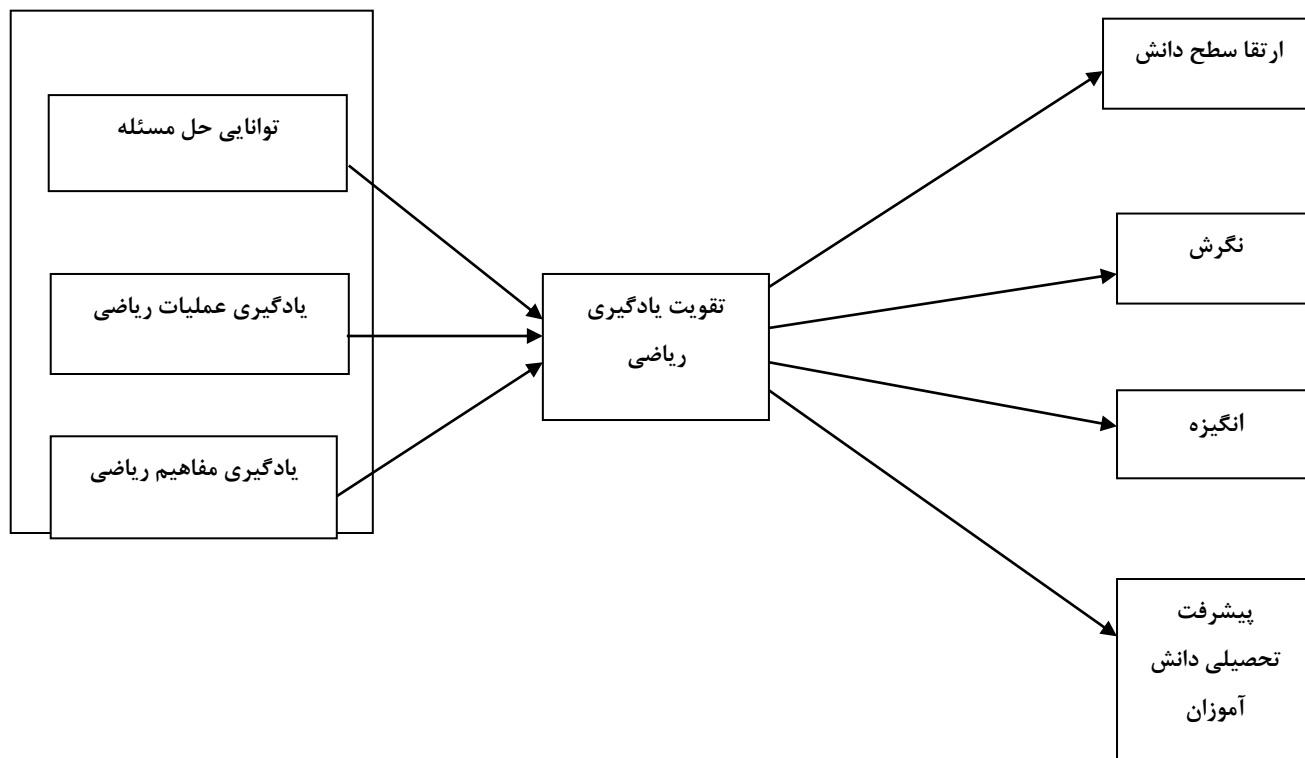 ارتقا سطح دانش
توانایی حل مسئله
نگرش
یادگیری عملیات ریاضی
تقویت یادگیری
ریاضی
انگیزه
یادگیری مفاهیم ریاضی
پیشرفت
تحصیلی دانش
آموزان